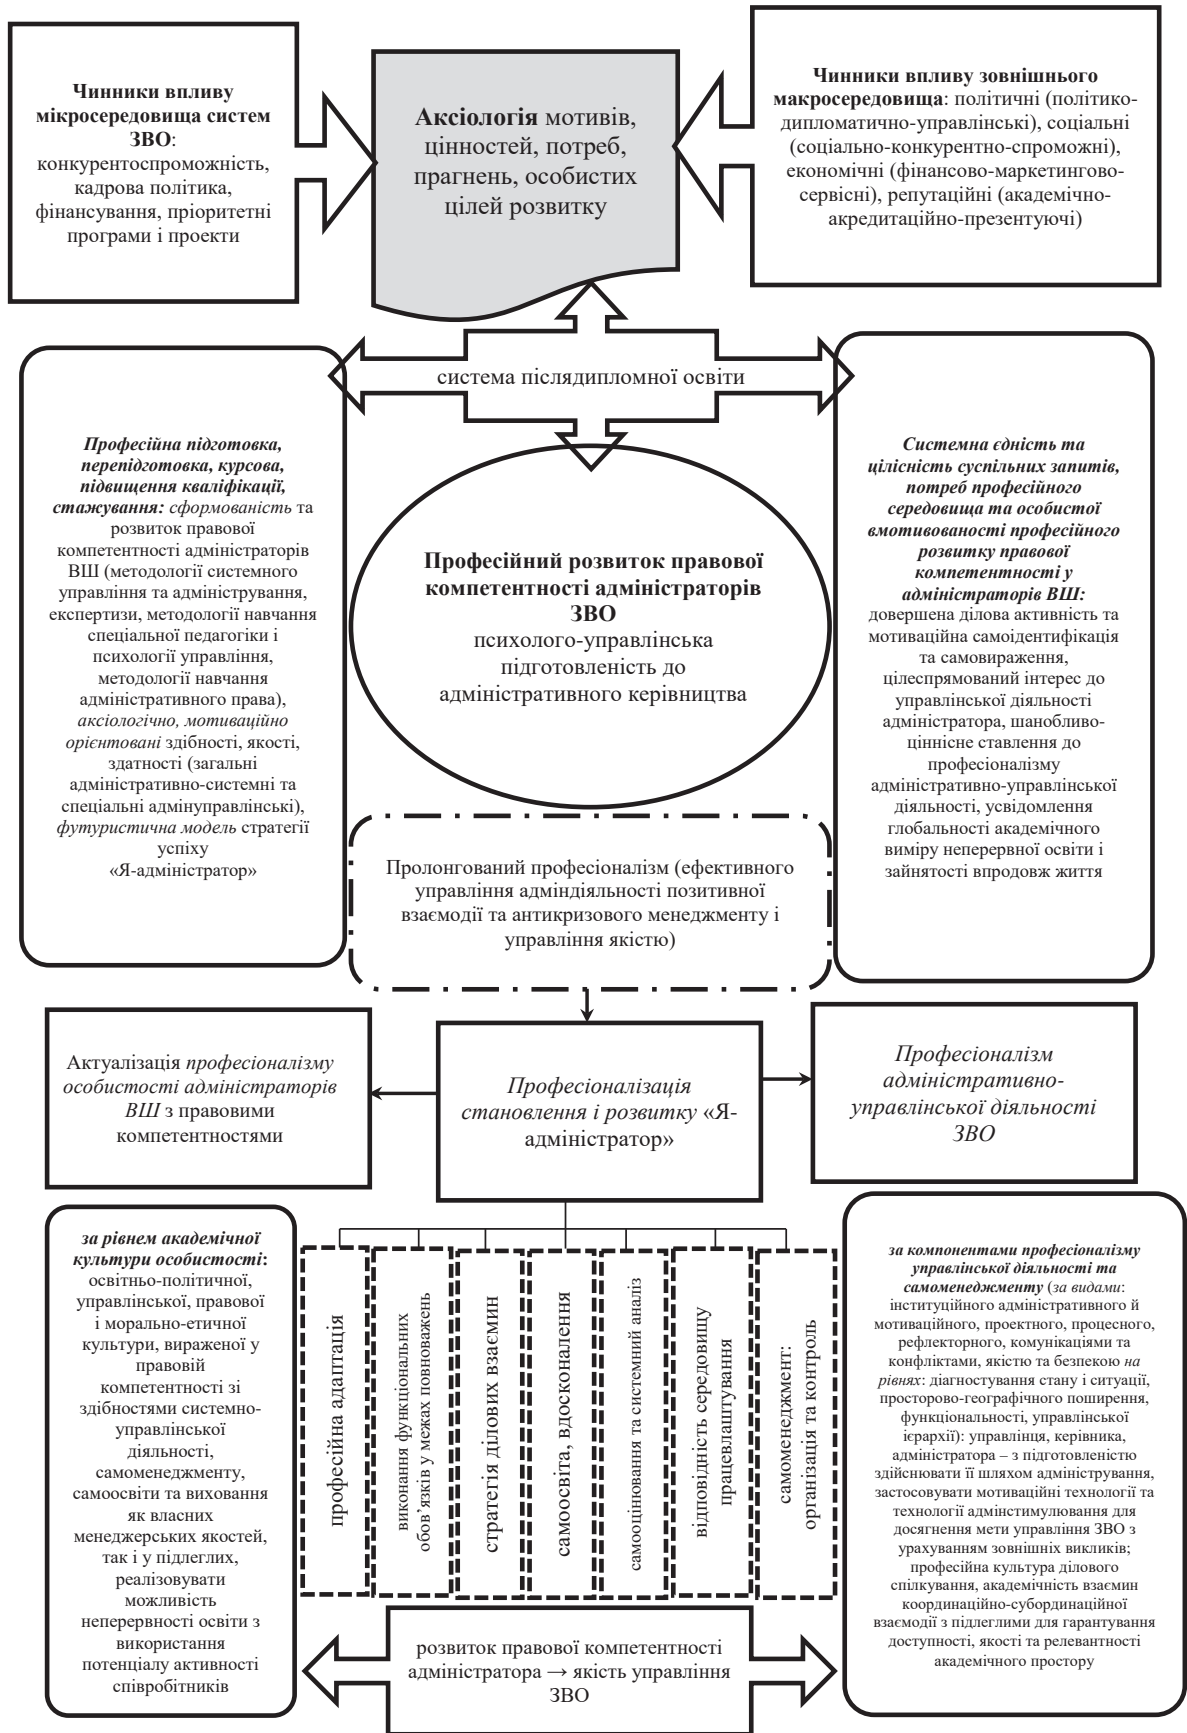 Чинники впливу
мікросередовища систем
ЗВО:
конкурентоспроможність,
кадрова політика,
фінансування, пріоритетні
програми і проекти
Аксіологія мотивів,
цінностей, потреб,
прагнень, особистих
цілей розвитку
Чинники впливу зовнішнього
макросередовища: політичні (політико-
дипломатично-управлінські), соціальні
(соціально-конкурентно-спроможні),
економічні (фінансово-маркетингово-
сервісні), репутаційні (академічно-
акредитаційно-презентуючі)
система післядипломної освіти
Професійна підготовка,
перепідготовка, курсова,
підвищення кваліфікації,
стажування: сформованість та
розвиток правової
компетентності адміністраторів
ВШ (методології системного
управління та адміністрування,
експертизи, методології навчання
спеціальної педагогіки і
психології управління,
методології навчання
адміністративного права),
аксіологічно, мотиваційно
орієнтовані здібності, якості,
здатності (загальні
адміністративно-системні та
спеціальні адмінуправлінські),
футуристична модель стратегії
успіху
«Я-адміністратор»
Професійний розвиток правової
компетентності адміністраторів
ЗВО
психолого-управлінська
підготовленість до
адміністративного керівництва
Системна єдність та
цілісність суспільних запитів,
потреб професійного
середовища та особистої
вмотивованості професійного
розвитку правової
компетентності у
адміністраторів ВШ:
довершена ділова активність та
мотиваційна самоідентифікація
та самовираження,
цілеспрямований інтерес до
управлінської діяльності
адміністратора, шанобливо-
ціннісне ставлення до
професіоналізму
адміністративно-управлінської
діяльності, усвідомлення
глобальності академічного
виміру неперервної освіти і
зайнятості впродовж життя
Пролонгований професіоналізм (ефективного
управління адміндіяльності позитивної
взаємодії та антикризового менеджменту і
управління якістю)
Актуалізація професіоналізму
особистості адміністраторів
ВШ з правовими
компетентностями
Професіоналізація
становлення і розвитку «Я-
адміністратор»
Професіоналізм
адміністративно-
управлінської діяльності
ЗВО
за рівнем академічної
культури особистості:
освітньо-політичної,
управлінської, правової
і морально-етичної
культури, вираженої у
правовій
компетентності зі
здібностями системно-
управлінської
діяльності,
самоменеджменту,
самоосвіти та виховання
як власних
менеджерських якостей,
так і у підлеглих,
реалізовувати
можливість
неперервності освіти з
використання
потенціалу активності
співробітників
професійна адаптація
виконання функціональних
обов’язків у межах повноважень
стратегія ділових взаємин
самоосвіта, вдосконалення
самооцінювання та системний аналіз
відповідність середовищу
працевлаштування
самоменеджмент:
організація та контроль
за компонентами професіоналізму
управлінської діяльності та
самоменеджменту (за видами:
інституційного адміністративного й
мотиваційного, проектного, процесного,
рефлекторного, комунікаціями та
конфліктами, якістю та безпекою на
рівнях: діагностування стану і ситуації,
просторово-географічного поширення,
функціональності, управлінської
ієрархії): управлінця, керівника,
адміністратора – з підготовленістю
здійснювати її шляхом адміністрування,
застосовувати мотиваційні технології та
технології адмінстимулювання для
досягнення мети управління ЗВО з
урахуванням зовнішніх викликів;
професійна культура ділового
спілкування, академічність взаємин
координаційно-субординаційної
взаємодії з підлеглими для гарантування
доступності, якості та релевантності
академічного простору
розвиток правової компетентності
адміністратора → якість управління
ЗВО